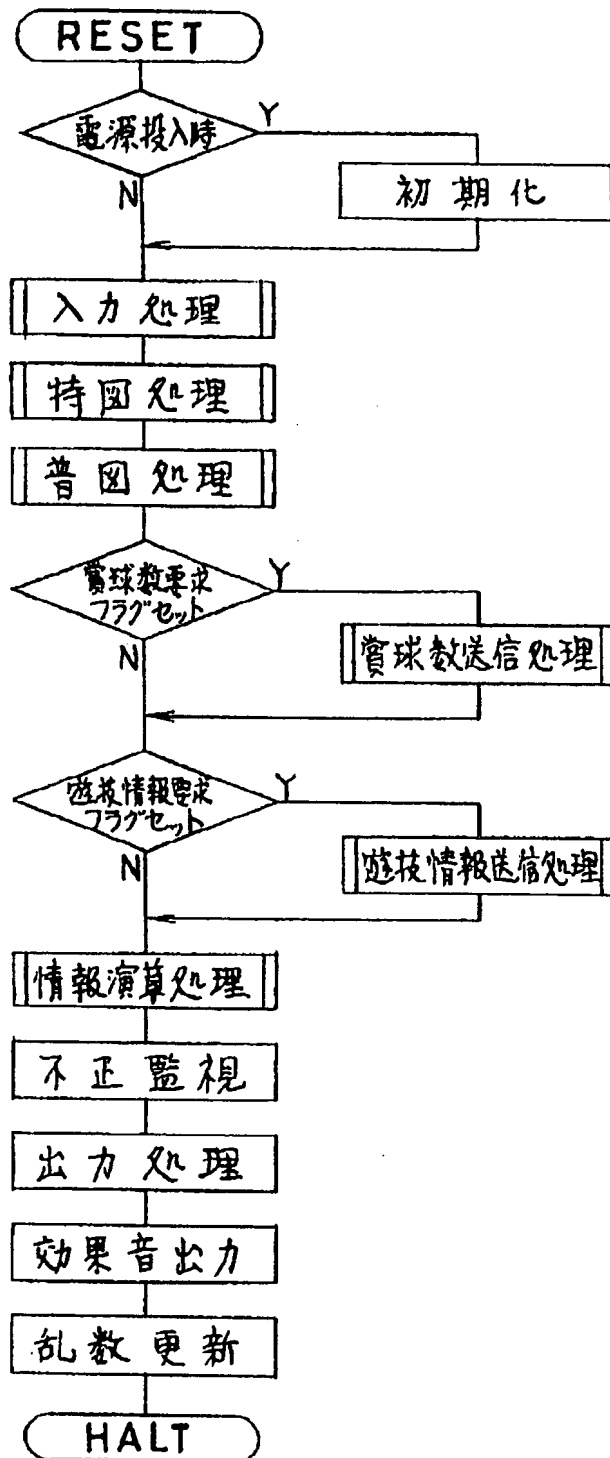 RESET
電源投入時
Y
N
初期化
入力処理
特図処理
普図処理
賞球数要求
フラグセット
Y
N
賞球数送信処理
遊技情報要求
フラグセット
Y
N
遊技情報送信処理
情報演算処理
不正監視
出力処理
効果音出力
乱数更新
HALT